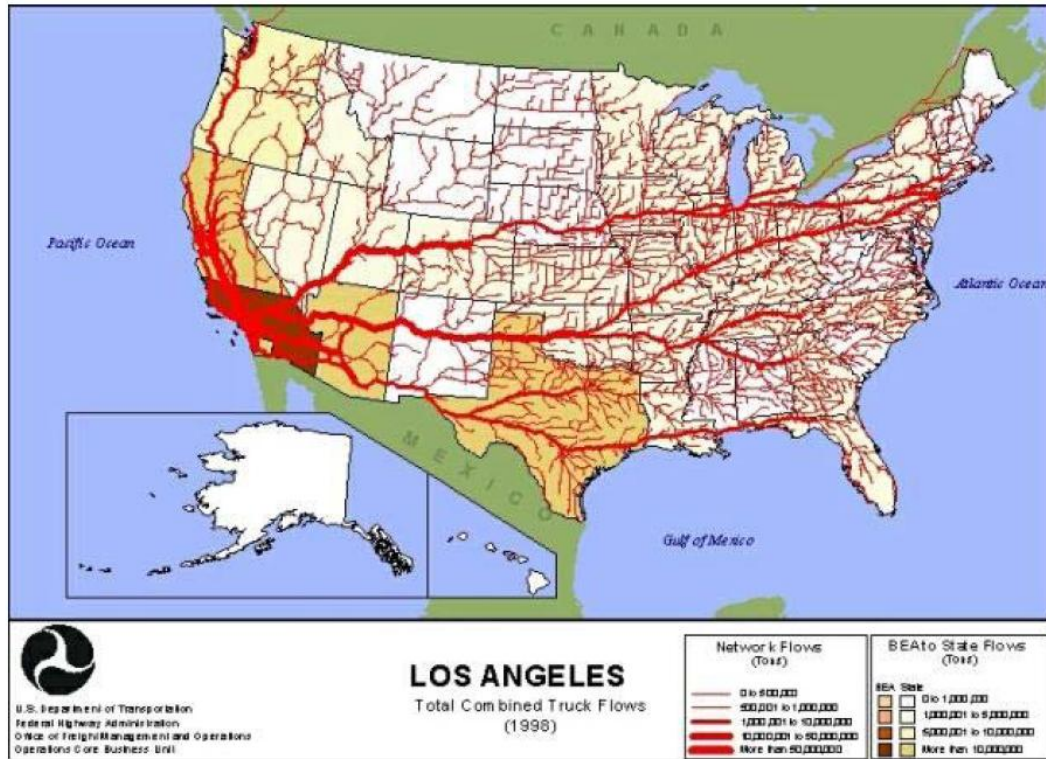 CANADA
Pacific Ocean
Atlantic Ocean
MEXICO
Gulf of Mexico
U.S. Department of Transportation
Federal Highway Administration
Office of Freight Management and Operations
Operations Core Business Unit
LOS ANGELES
Total Combined Truck Flows
(1998)
Network Flows
(Tons)
0 to 500,000
500,001 to 1,000,000
1,000,001 to 10,000,000
10,000,001 to 50,000,000
More than 50,000,000
BEA to State Flows
(Tons)
BEA State
0 to 1,000,000
1,000,001 to 5,000,000
5,000,001 to 10,000,000
More than 10,000,000